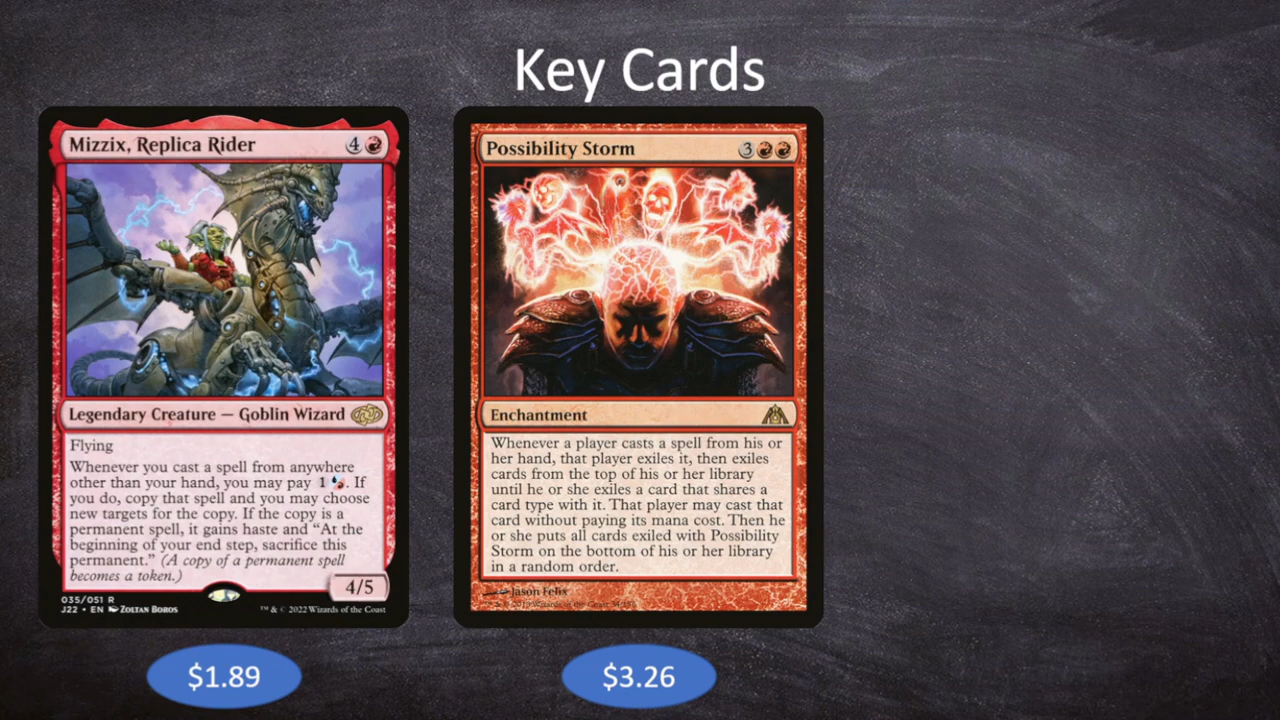 Key Cards
Mizzix, Replica Rider 4
Legendary Creature — Goblin Wizard
Flying
Whenever you cast a spell from anywhere
other than your hand, you may pay 1 . If
you do, copy that spell and you may choose
new targets for the copy. If the copy is a
permanent spell, it gains haste and “At the
beginning of your end step, sacrifice this
permanent.” (A copy of a permanent spell
becomes a token.)
4/5
035/051 R
J22 • EN ZOLTAN BOROS ™ & © 2022 Wizards of the Coast
$1.89
Possibility Storm 3
Enchantment
Whenever a player casts a spell from his or
her hand, that player exiles it, then exiles
cards from the top of his or her library
until he or she exiles a card that shares a
card type with it. That player may cast that
card without paying its mana cost. Then he
or she puts all cards exiled with Possibility
Storm on the bottom of his or her library
in a random order.
Jason Felix
$3.26